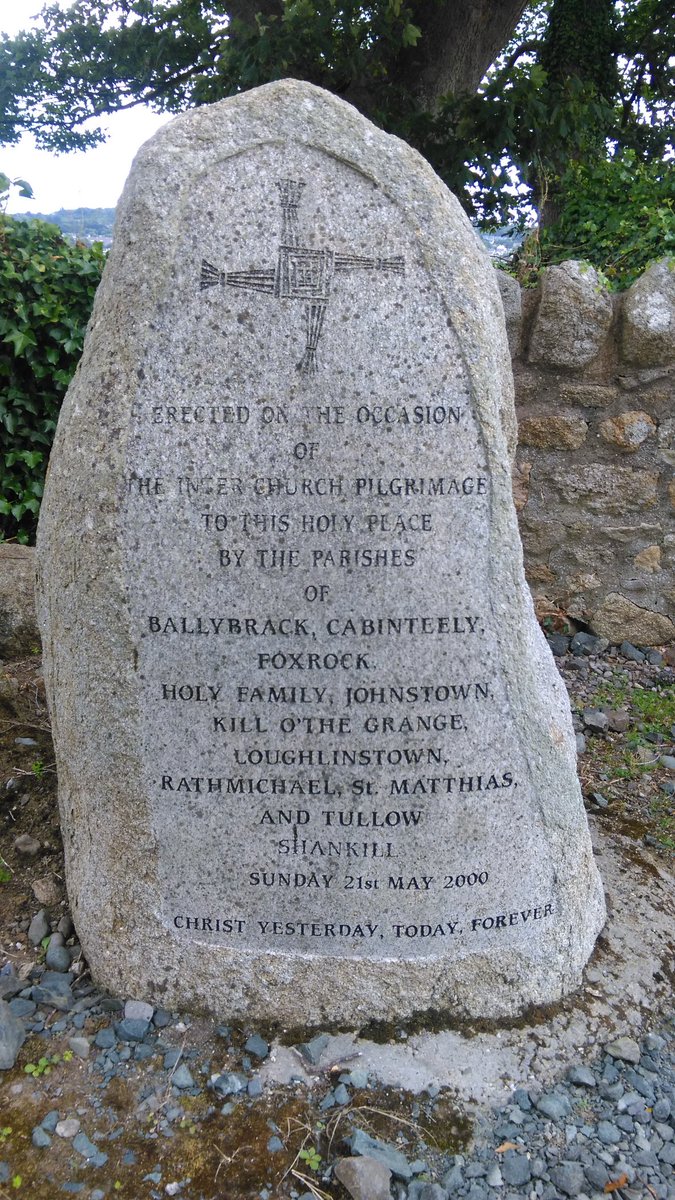 ERECTED ON THE OCCASION
OF
THE INTER CHURCH PILGRIMAGE
TO THIS HOLY PLACE
BY THE PARISHES
OF
BALLYBRACK, CABINTEELY,
FOXROCK.
HOLY FAMILY, JOHNSTOWN,
KILL O'THE GRANGE,
LOUGHLINSTOWN,
RATHMICHAEL, St. MATTHIAS,
AND TULLOW
SHANKILL
SUNDAY 21st MAY 2000
CHRIST YESTERDAY, TODAY, FOREVER